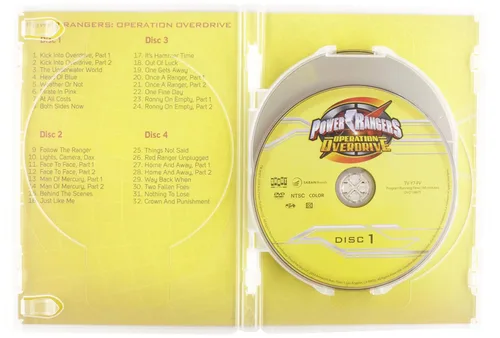 RANGERS: OPERATION OVERDRIVE
Disc 1
1. Kick Into Overdrive, Part 1
2. Kick Into Overdrive, Part 2
3. The Underwater World
4. Heart of Blue
5. Weather Or Not
6. Pirate In Pink
7. At All Costs
8. Both Sides Now
Disc 2
9. Follow The Ranger
10. Lights, Camera, Dax
11. Face To Face, Part 1
12. Face To Face, Part 2
13. Man Of Mercury, Part 1
14. Man Of Mercury, Part 2
15. Behind The Scenes
16. Just Like Me
Disc 3
17. It's Hammer Time
18. Out Of Luck
19. One Gets Away
20. Once A Ranger, Part 1
21. Once A Ranger, Part 2
22. One Fine Day
23. Ronny On Empty, Part 1
24. Ronny On Empty, Part 2
Disc 4
25. Things Not Said
26. Red Ranger Unplugged
27. Home And Away, Part 1
28. Home And Away, Part 2
29. Way Back When
30. Two Fallen Foes
31. Nothing To Lose
32. Crown And Punishment
POWER RANGERS
OPERATION
OVERDRIVE
SABAN
DVD NTSC COLOR
DISC 1